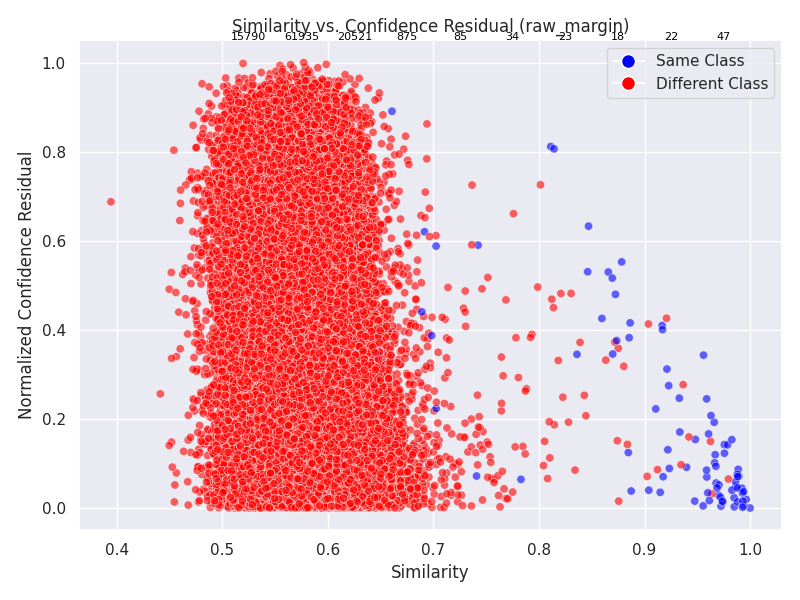 Similarity vs. Confidence Residual (raw_margin)
15790 61935 20521 875 85 34 23 18 22 47
Same Class
Different Class
Normalized Confidence Residual
1.0
0.8
0.6
0.4
0.2
0.0
0.4 0.5 0.6 0.7 0.8 0.9 1.0
Similarity